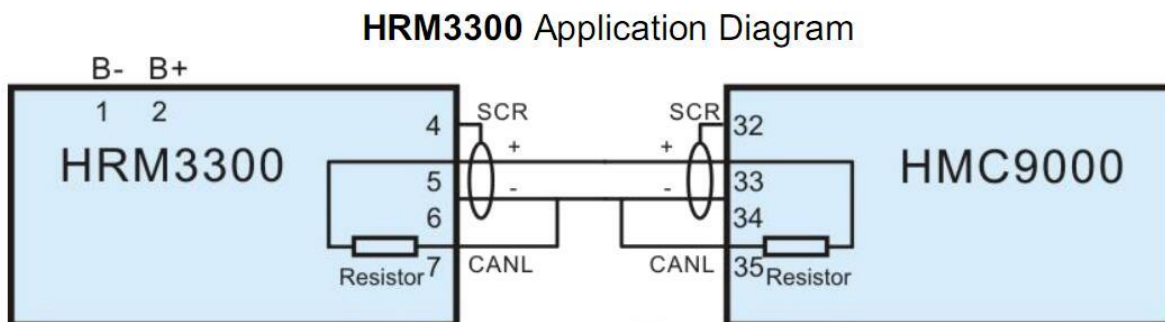 HRM3300 Application Diagram
B- B+
1 2
4 SCR SCR 32
HRM3300 + + HMC9000
5 - - 33
6 34
Resistor 7 CANL CANL 35 Resistor